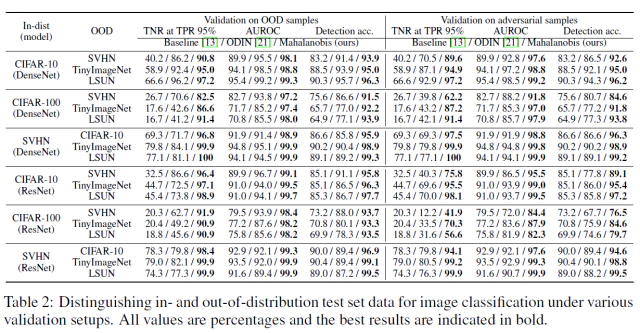 In-dist (model) OOD Validation on OOD samples Validation on adversarial samples
TNR at TPR 95% AUROC Detection acc. TNR at TPR 95% AUROC Detection acc.
Baseline [13] / ODIN [21] / Mahalanobis (ours) Baseline [13] / ODIN [21] / Mahalanobis (ours)
CIFAR-10 (DenseNet) SVHN 40.2 / 86.2 / 90.8 89.9 / 95.5 / 98.1 83.2 / 91.4 / 93.9 40.2 / 70.5 / 89.6 89.9 / 92.8 / 97.6 83.2 / 86.5 / 92.6
TinyImageNet 58.9 / 92.4 / 95.0 94.1 / 98.5 / 98.8 88.5 / 93.9 / 95.0 58.9 / 87.1 / 94.9 94.1 / 97.2 / 98.8 88.5 / 92.1 / 95.0
LSUN 66.6 / 96.2 / 97.2 95.4 / 99.2 / 99.3 90.3 / 95.7 / 96.3 66.6 / 92.9 / 97.2 95.4 / 98.5 / 99.2 90.3 / 94.3 / 96.2
CIFAR-100 (DenseNet) SVHN 26.7 / 70.6 / 82.5 82.7 / 93.8 / 97.2 75.6 / 86.6 / 91.5 26.7 / 39.8 / 62.2 82.7 / 88.2 / 91.8 75.6 / 80.7 / 84.6
TinyImageNet 17.6 / 42.6 / 86.6 71.7 / 85.2 / 97.4 65.7 / 77.0 / 92.2 17.6 / 43.2 / 87.2 71.7 / 85.3 / 97.0 65.7 / 77.2 / 91.8
LSUN 16.7 / 41.2 / 91.4 70.8 / 85.5 / 98.0 64.9 / 77.1 / 93.9 16.7 / 42.1 / 91.4 70.8 / 85.7 / 97.9 64.9 / 77.3 / 93.8
SVHN (DenseNet) CIFAR-10 69.3 / 71.7 / 96.8 91.9 / 91.4 / 98.9 86.6 / 85.8 / 95.9 69.3 / 69.3 / 97.5 91.9 / 91.9 / 98.8 86.6 / 86.6 / 96.3
TinyImageNet 79.8 / 84.1 / 99.9 94.8 / 95.1 / 99.9 90.2 / 90.4 / 98.9 79.8 / 79.8 / 99.9 94.8 / 94.8 / 99.8 90.2 / 90.2 / 98.9
LSUN 77.1 / 81.1 / 100 94.1 / 94.5 / 99.9 89.1 / 89.2 / 99.3 77.1 / 77.1 / 100 94.1 / 94.1 / 99.9 89.1 / 89.1 / 99.2
CIFAR-10 (ResNet) SVHN 32.5 / 86.6 / 96.4 89.9 / 96.7 / 99.1 85.1 / 91.1 / 95.8 32.5 / 40.3 / 75.8 89.9 / 86.5 / 95.5 85.1 / 77.8 / 89.1
TinyImageNet 44.7 / 72.5 / 97.1 91.0 / 94.0 / 99.5 85.1 / 86.5 / 96.3 44.7 / 69.6 / 95.5 91.0 / 93.9 / 99.0 85.1 / 86.0 / 95.4
LSUN 45.4 / 73.8 / 98.9 91.0 / 94.1 / 99.7 85.3 / 86.7 / 97.7 45.4 / 70.0 / 98.1 91.0 / 93.7 / 99.5 85.3 / 85.8 / 97.2
CIFAR-100 (ResNet) SVHN 20.3 / 62.7 / 91.9 79.5 / 93.9 / 98.4 73.2 / 88.0 / 93.7 20.3 / 12.2 / 41.9 79.5 / 72.0 / 84.4 73.2 / 67.7 / 76.5
TinyImageNet 20.4 / 49.2 / 90.9 77.2 / 87.6 / 98.2 70.8 / 80.1 / 93.3 20.4 / 33.5 / 70.3 77.2 / 83.6 / 87.9 70.8 / 75.9 / 84.6
LSUN 18.8 / 45.6 / 90.9 75.8 / 85.6 / 98.2 69.9 / 78.3 / 93.5 18.8 / 31.6 / 56.6 75.8 / 81.9 / 82.3 69.9 / 74.6 / 79.7
SVHN (ResNet) CIFAR-10 78.3 / 79.8 / 98.4 92.9 / 92.1 / 99.3 90.0 / 89.4 / 96.9 78.3 / 79.8 / 94.1 92.9 / 92.1 / 97.6 90.0 / 89.4 / 94.6
TinyImageNet 79.0 / 82.1 / 99.9 93.5 / 92.0 / 99.9 90.4 / 89.4 / 99.1 79.0 / 80.5 / 99.2 93.5 / 92.9 / 99.3 90.4 / 90.1 / 98.8
LSUN 74.3 / 77.3 / 99.9 91.6 / 89.4 / 99.9 89.0 / 87.2 / 99.5 74.3 / 76.3 / 99.9 91.6 / 90.7 / 99.9 89.0 / 88.2 / 99.5
Table 2: Distinguishing in- and out-of-distribution test set data for image classification under various
validation setups. All values are percentages and the best results are indicated in bold.